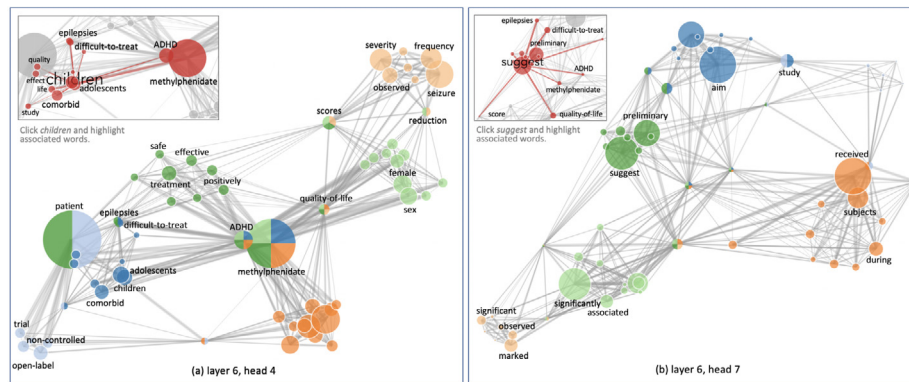 epilepsies
difficult-to-treat
ADHD
quality
children
effect
life
adolescents
methylphenidate
comorbid
study
Click children and highlight
associated words.
severity
frequency
observed
seizure
scores
reduction
safe
effective
treatment
positively
female
quality-of-life
sex
patient
epilepsies
difficult-to-treat
ADHD
methylphenidate
adolescents
children
comorbid
trial
non-controlled
open-label
(a) layer 6, head 4
epilepsies
difficult-to-treat
preliminary
suggest
ADHD
methylphenidate
score
quality-of-life
Click suggest and highlight
associated words.
aim
study
preliminary
suggest
received
subjects
during
significantly
associated
significant
observed
marked
(b) layer 6, head 7